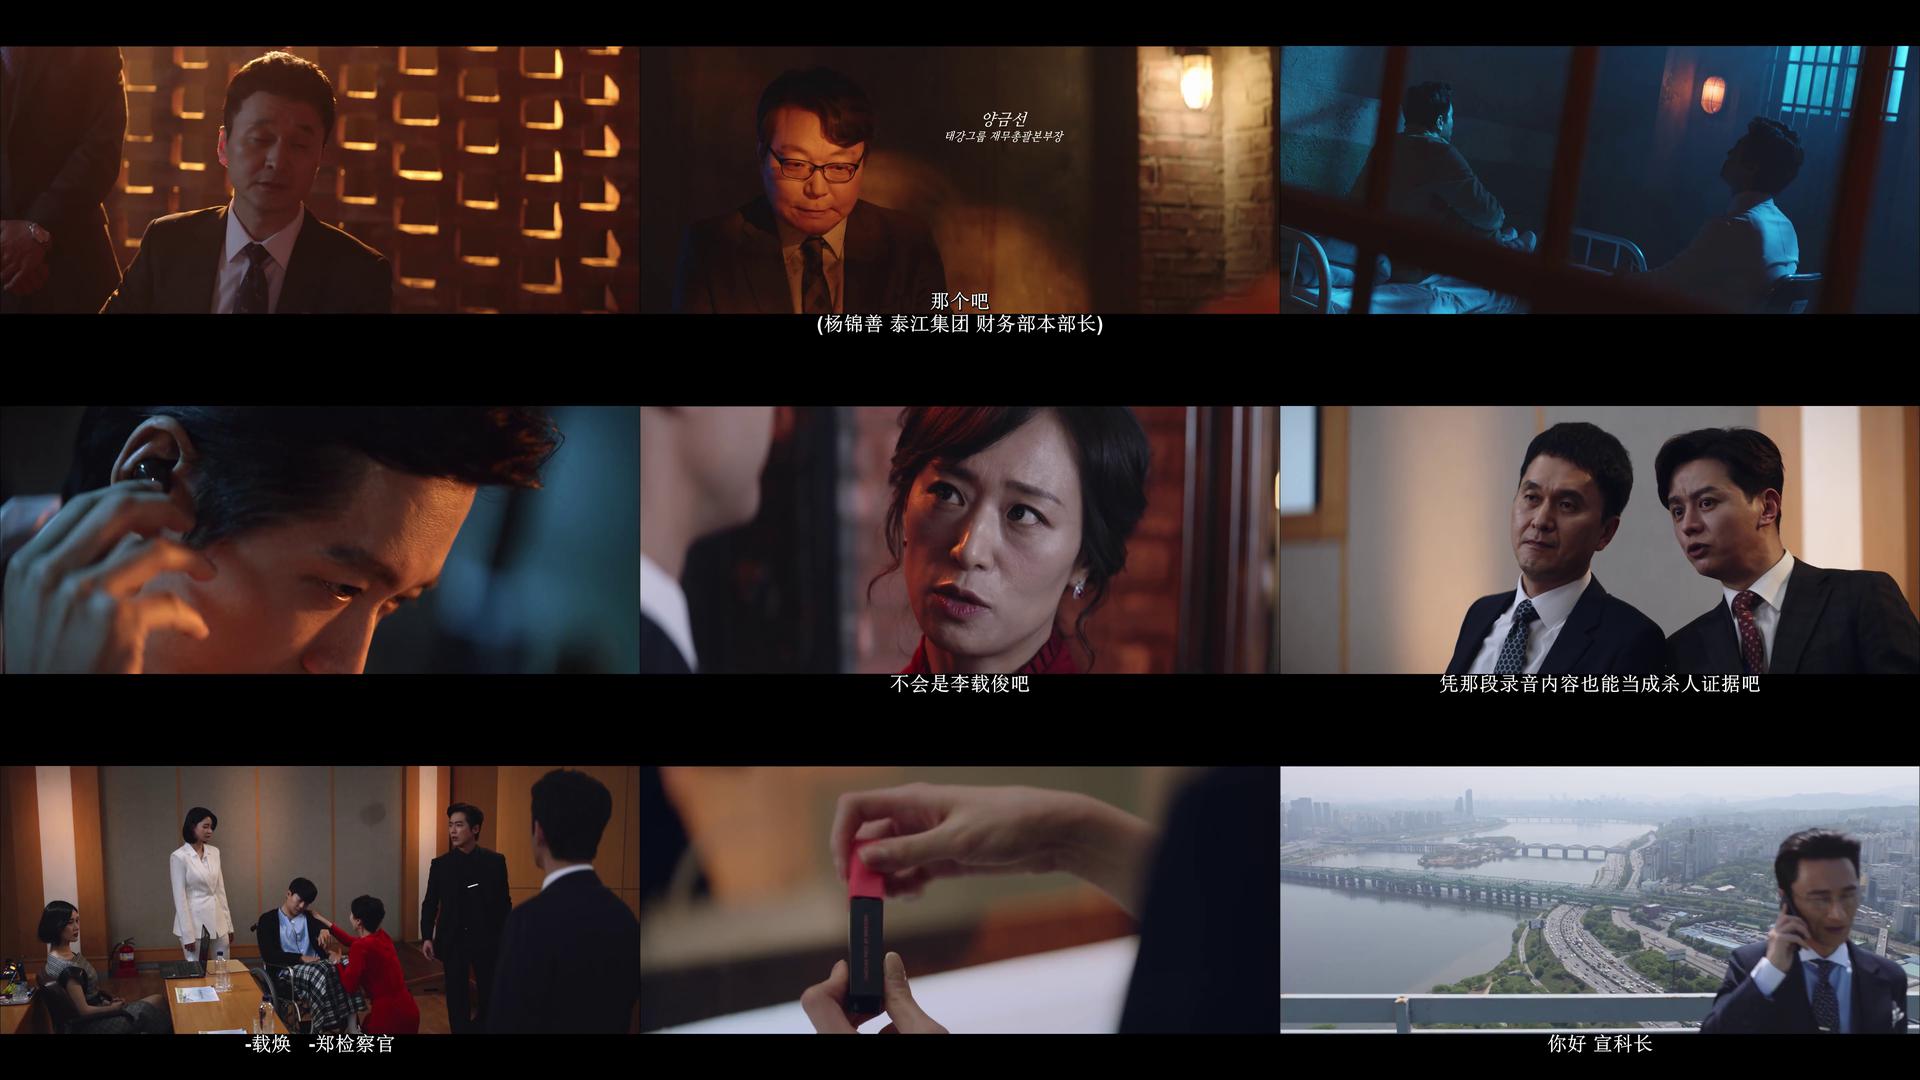 양금선
태강그룹 재무총괄본부장
那个吧
(杨锦善 泰江集团 财务部本部长)
不会是李载俊吧
凭那段录音内容也能当成杀人证据吧
-载焕 -郑检察官
你好 宣科长